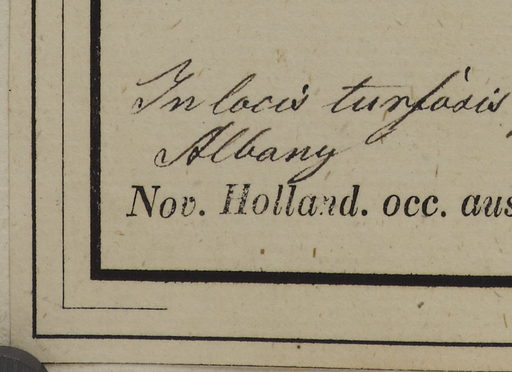 In locis turfosis
Albany
Nov. Holland. occ. aus